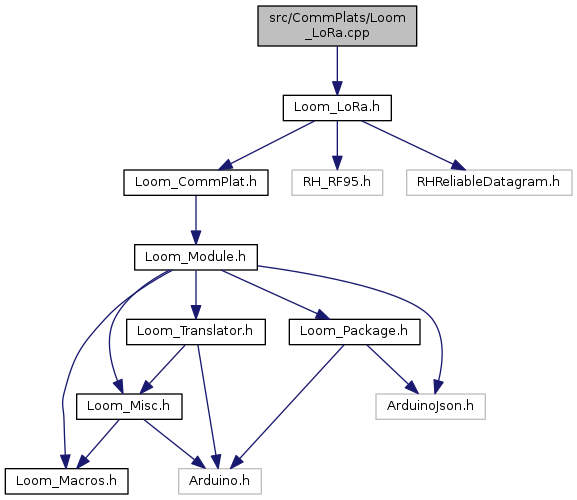 src/CommPlats/Loom
_LoRa.cpp
Loom_LoRa.h
Loom_CommPlat.h
RH_RF95.h
RHReliableDatagram.h
Loom_Module.h
Loom_Translator.h
Loom_Package.h
Loom_Misc.h
ArduinoJson.h
Loom_Macros.h
Arduino.h